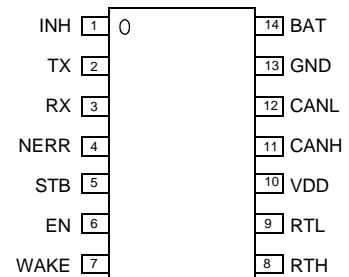 INH 1 14 BAT
TX 2 13 GND
RX 3 12 CANL
NERR 4 11 CANH
STB 5 10 VDD
EN 6 9 RTL
WAKE 7 8 RTH